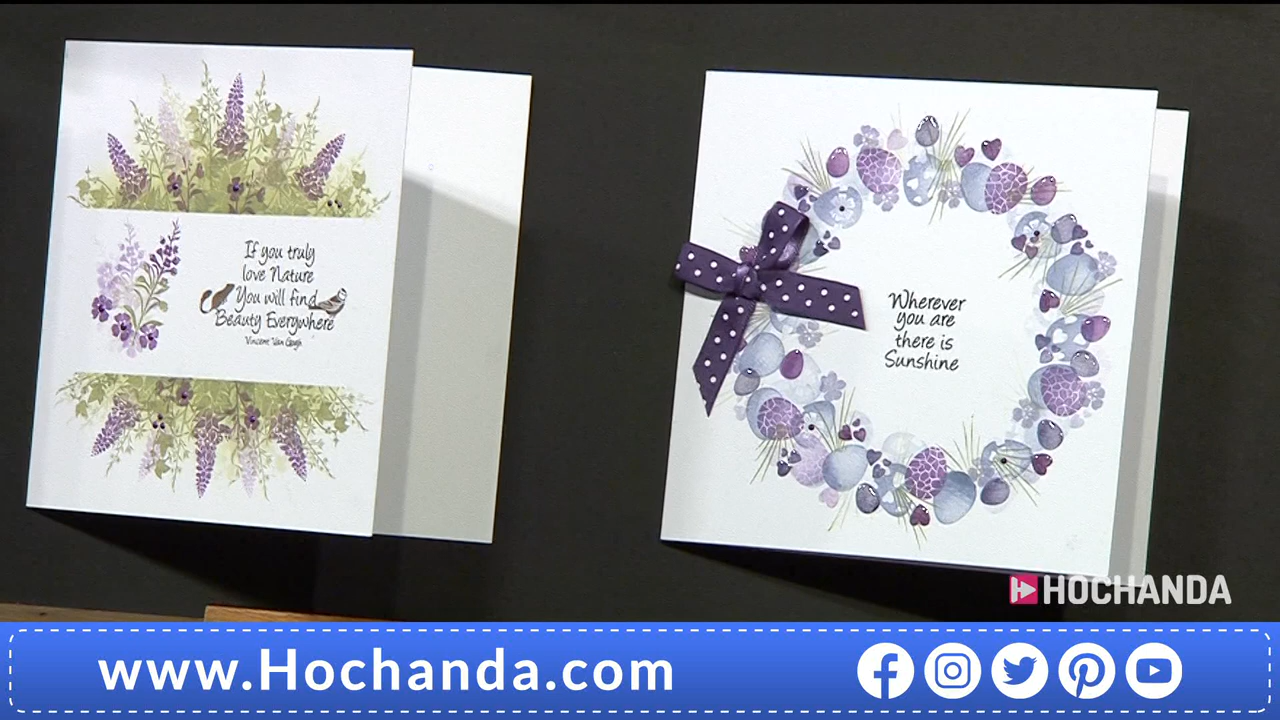 If you truly
love Nature
You will find
Beauty Everywhere
Vincent Van Gogh
Wherever
you are
there is
Sunshine
HOCHANDA
www.Hochanda.com